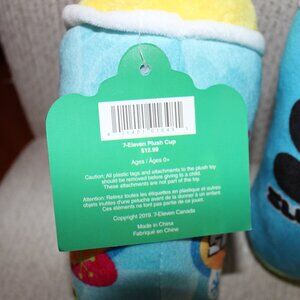 7-Eleven Plush Cup
$12.99
Ages / Âges 0+
Caution: All plastic tags and attachments to the plush toy
should be removed before giving to a child.
These attachments are not part of the toy.
Attention: Retirez toutes les étiquettes en plastique et autres
objets d'une peluche avant de la donner à un enfant
Ces éléments ne font pas partie du jouet.
Copyright 2019. 7-Eleven Canada
Made in China
Fabriqué en Chine